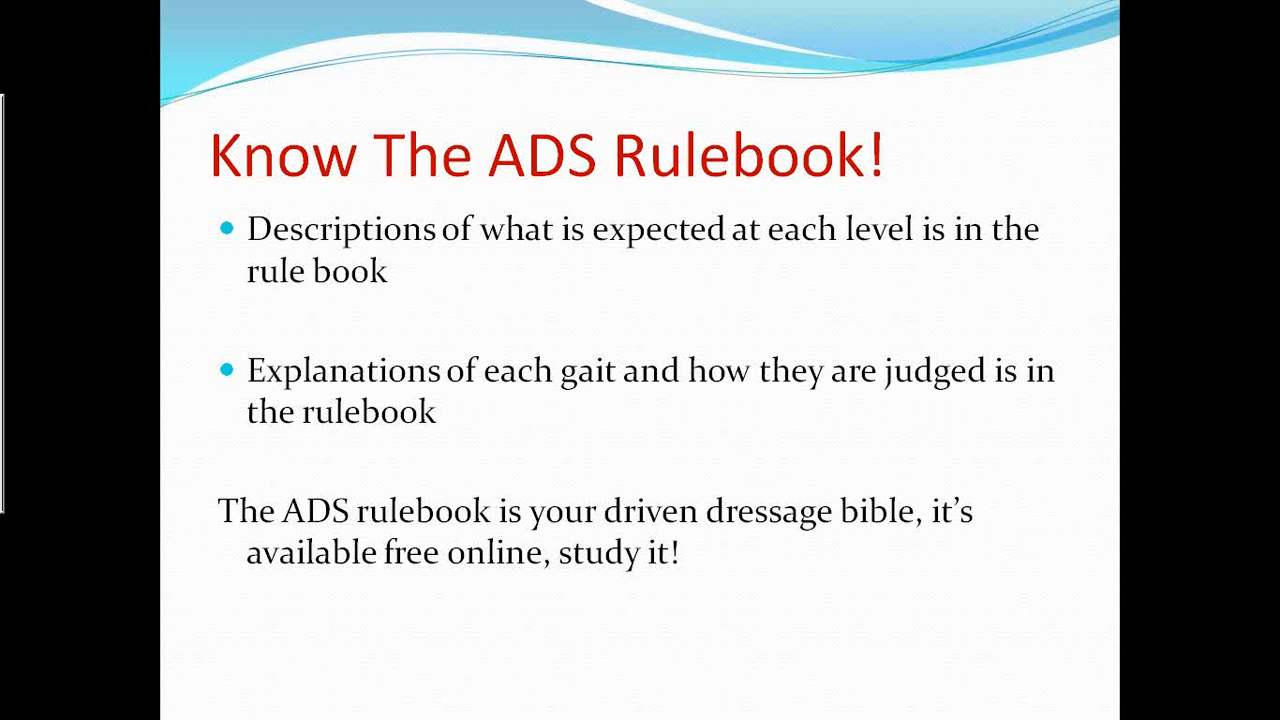 Know The ADS Rulebook!
Descriptions of what is expected at each level is in the
rule book
Explanations of each gait and how they are judged is in
the rulebook
The ADS rulebook is your driven dressage bible, it’s
available free online, study it!